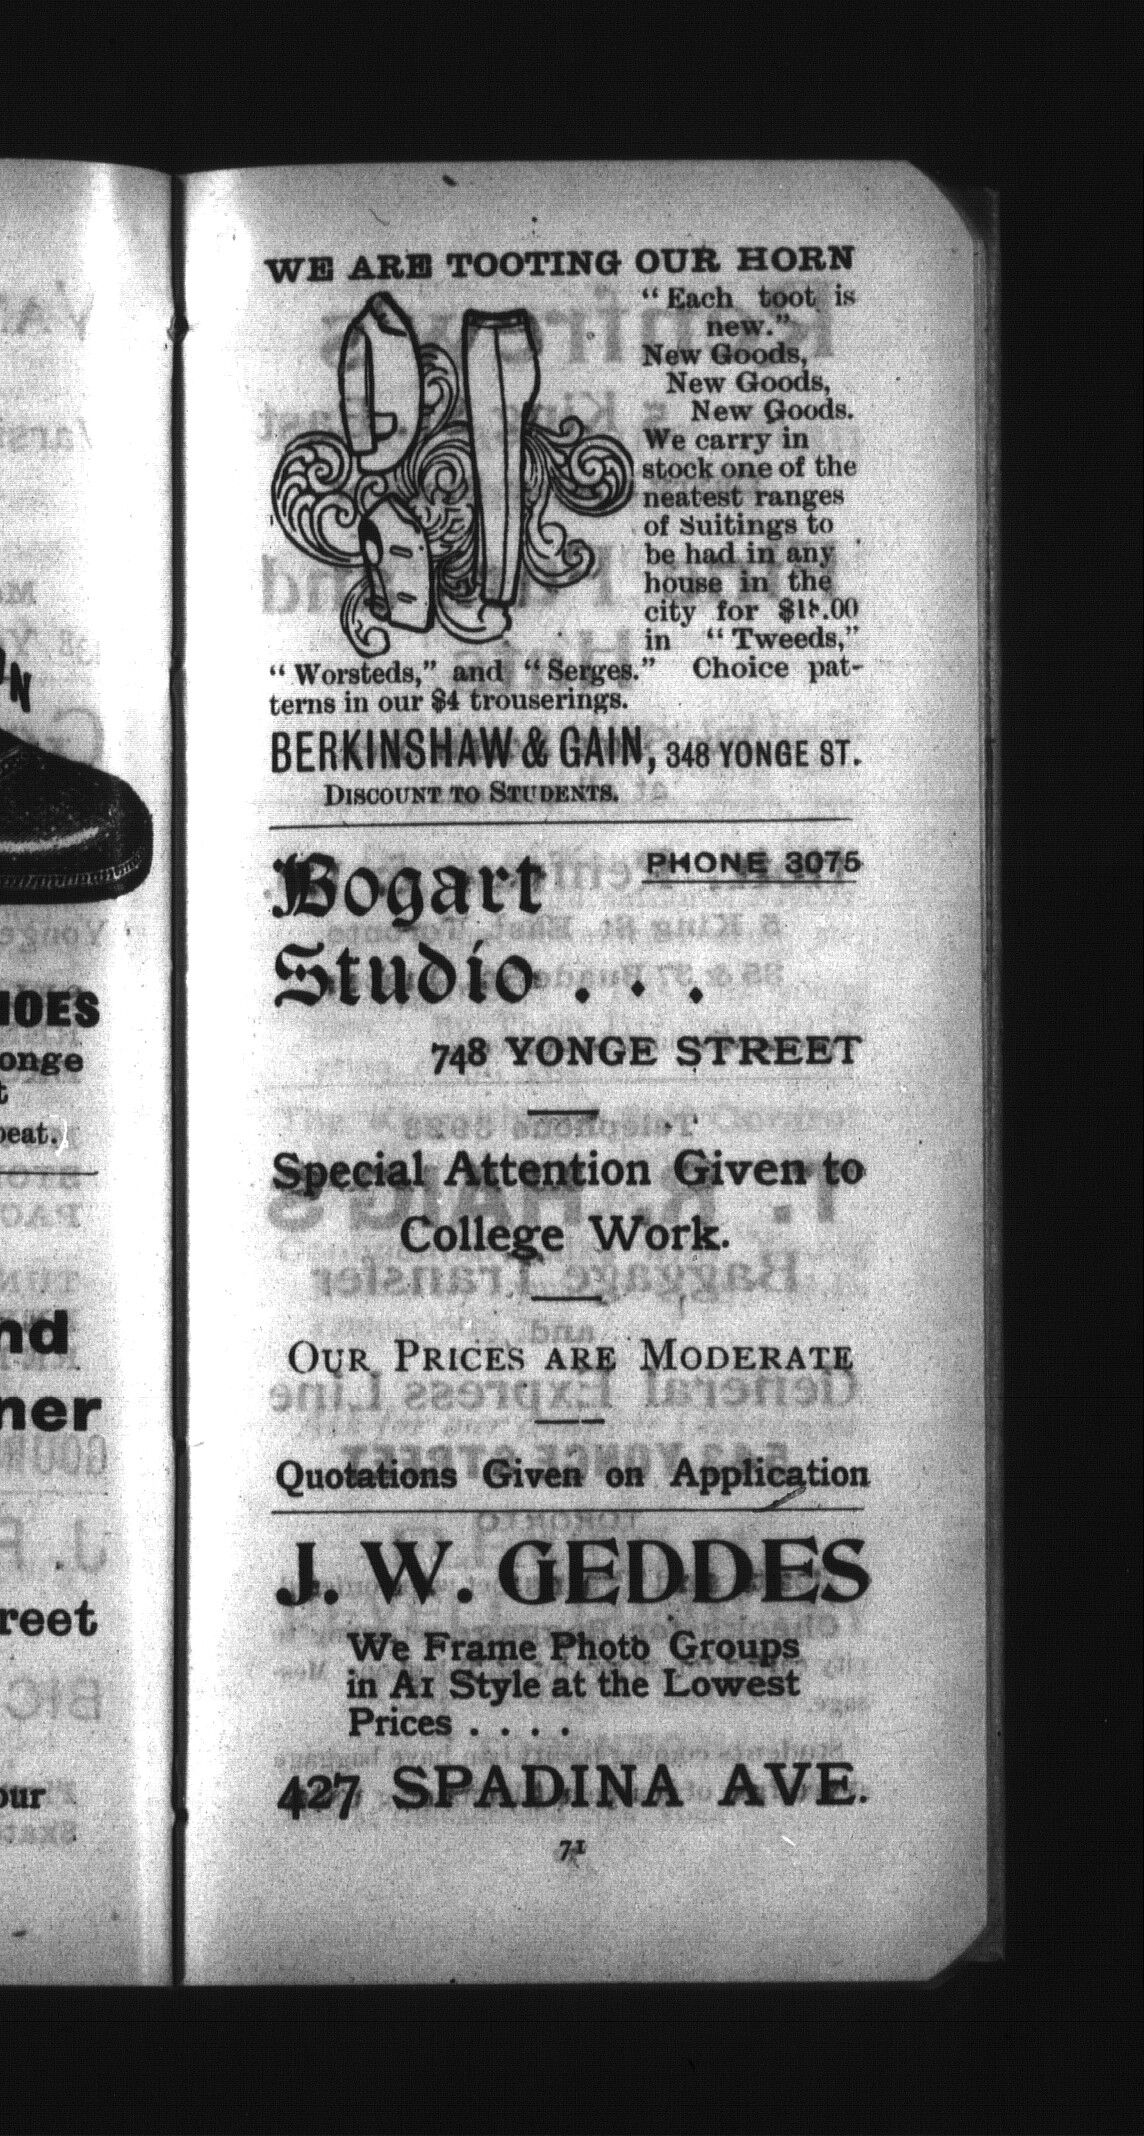 WE ARE TOOTING OUR HORN
“Each toot is
new.”
New Goods,
New Goods,
New Goods.
We carry in
stock one of the
neatest ranges
of Suitings to
be had in any
house in the
city for
in “Tweeds,”
“Worsteds,” and “Serges.” Choice pat-
terns in our $4 trouserings.
BERKINSHAW & GAIN, 348 YONGE ST.
DISCOUNT TO STUDENTS.
Bogart PHONE 3075
Studio . . .
748 YONGE STREET
Special Attention Given to
College Work.
OUR PRICES ARE MODERATE
Quotations Given on Application
J. W. GEDDES
We Frame Photo Groups
in A1 Style at the Lowest
Prices . . . .
427 SPADINA AVE.
71